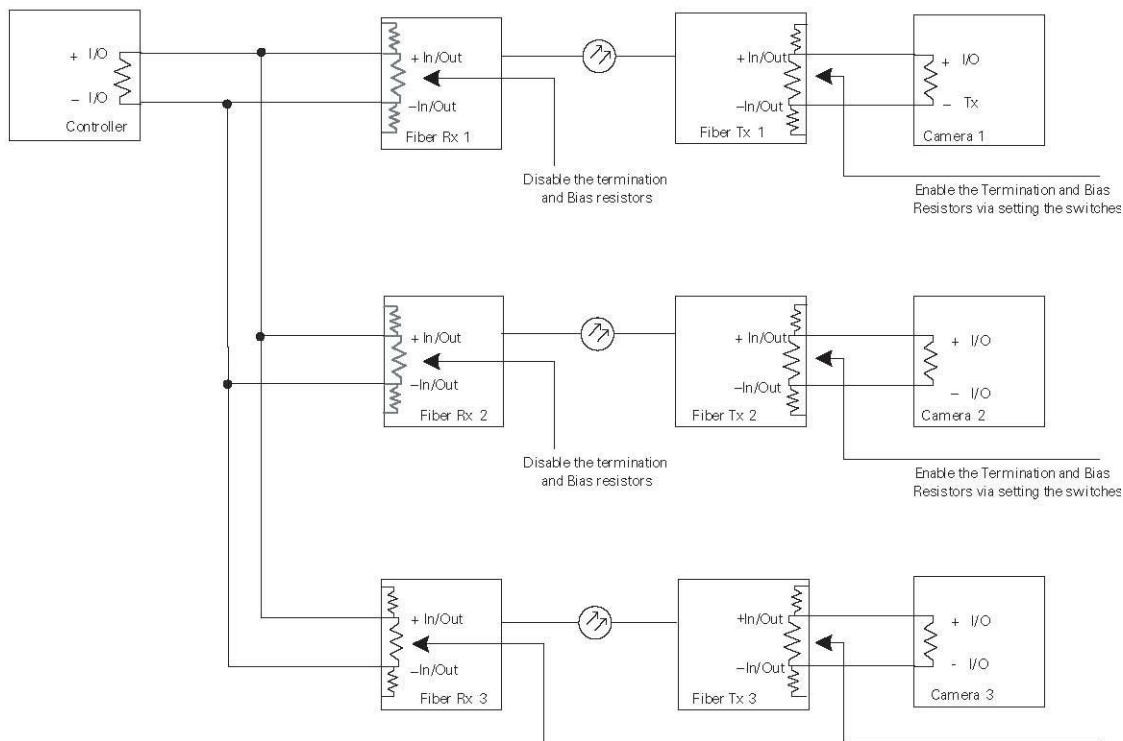 + I/O
– I/O
Controller
+ In/Out
–In/Out
Fiber Rx 1
+ In/Out
–In/Out
Fiber Tx 1
+ I/O
– Tx
Camera 1
Disable the termination
and Bias resistors
Enable the Termination and Bias
Resistors via setting the switches
+ In/Out
–In/Out
Fiber Rx 2
+ In/Out
–In/Out
Fiber Tx 2
+ I/O
– I/O
Camera 2
Disable the termination
and Bias resistors
Enable the Termination and Bias
Resistors via setting the switches
+ In/Out
–In/Out
Fiber Rx 3
+In/Out
–In/Out
Fiber Tx 3
+ I/O
- I/O
Camera 3